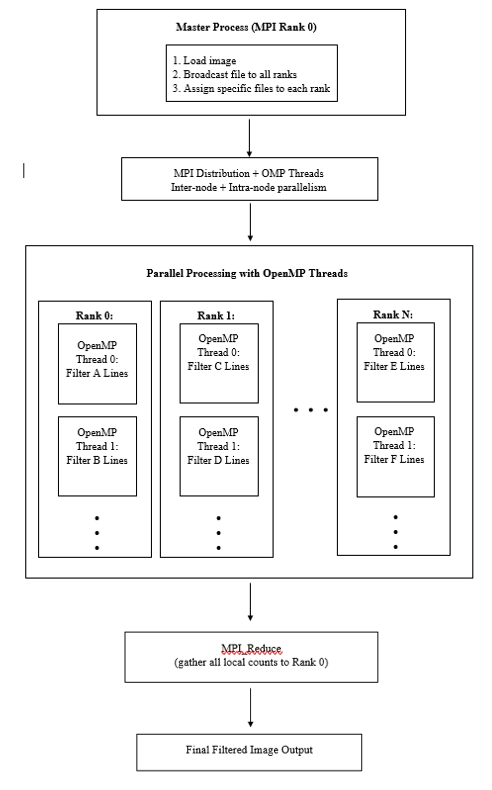 Master Process (MPI Rank 0)
1. Load image
2. Broadcast file to all ranks
3. Assign specific files to each rank
MPI Distribution + OMP Threads
Inter-node + Intra-node parallelism
Parallel Processing with OpenMP Threads
Rank 0:
OpenMP
Thread 0:
Filter A Lines
OpenMP
Thread 1:
Filter B Lines
Rank 1:
OpenMP
Thread 0:
Filter C Lines
OpenMP
Thread 1:
Filter D Lines
Rank N:
OpenMP
Thread 0:
Filter E Lines
OpenMP
Thread 1:
Filter F Lines
MPI_Reduce
(gather all local counts to Rank 0)
Final Filtered Image Output